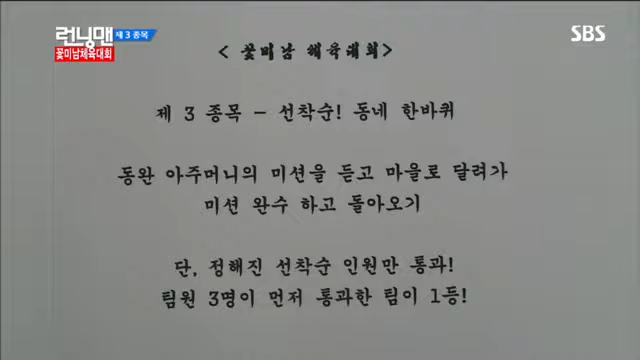 런닝맨 제 3 종목
꽃미남체육대회
SBS
< 꽃미남 체육대회>
제 3 종목 - 선착순! 동네 한바퀴
동완 아주머니의 미션을 듣고 마을로 달려가
미션 완수 하고 돌아오기
단, 정해진 선착순 인원만 통과!
팀원 3명이 먼저 통과한 팀이 1등!